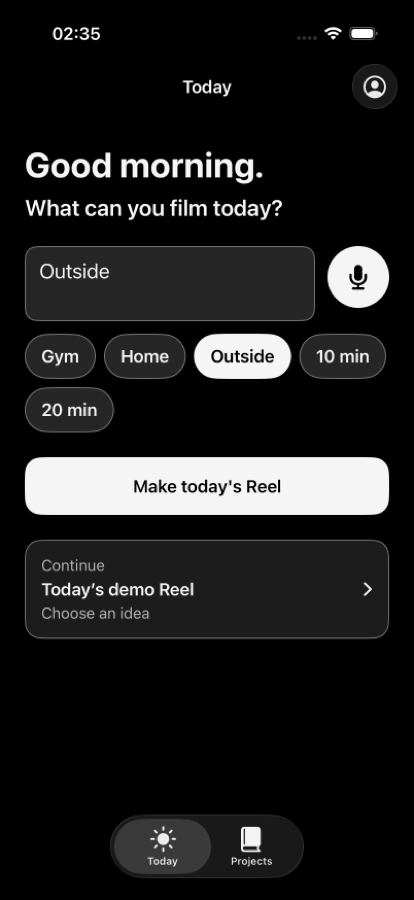 02:35
Today
Good morning.
What can you film today?
Outside
Gym
Home
Outside
10 min
20 min
Make today's Reel
Continue
Today’s demo Reel
Choose an idea
Today
Projects